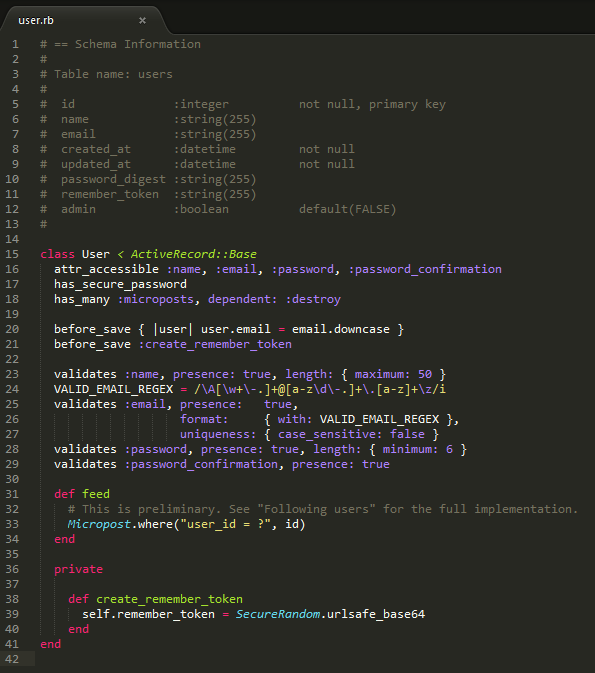 user.rb ×
1 # == Schema Information
2 #
3 # Table name: users
4 #
5 #  id              :integer          not null, primary key
6 #  name            :string(255)
7 #  email           :string(255)
8 #  created_at      :datetime         not null
9 #  updated_at      :datetime         not null
10 #  password_digest :string(255)
11 #  remember_token  :string(255)
12 #  admin           :boolean          default(FALSE)
13 #
14
15 class User < ActiveRecord::Base
16   attr_accessible :name, :email, :password, :password_confirmation
17   has_secure_password
18   has_many :microposts, dependent: :destroy
19
20   before_save { |user| user.email = email.downcase }
21   before_save :create_remember_token
22
23   validates :name, presence: true, length: { maximum: 50 }
24   VALID_EMAIL_REGEX = /\A[\w+\-.]+@[a-z\d\-.]+\.[a-z]+\z/i
25   validates :email, presence:   true,
26                     format:     { with: VALID_EMAIL_REGEX },
27                     uniqueness: { case_sensitive: false }
28   validates :password, presence: true, length: { minimum: 6 }
29   validates :password_confirmation, presence: true
30
31   def feed
32     # This is preliminary. See "Following users" for the full implementation.
33     Micropost.where("user_id = ?", id)
34   end
35
36   private
37
38     def create_remember_token
39       self.remember_token = SecureRandom.urlsafe_base64
40     end
41 end
42